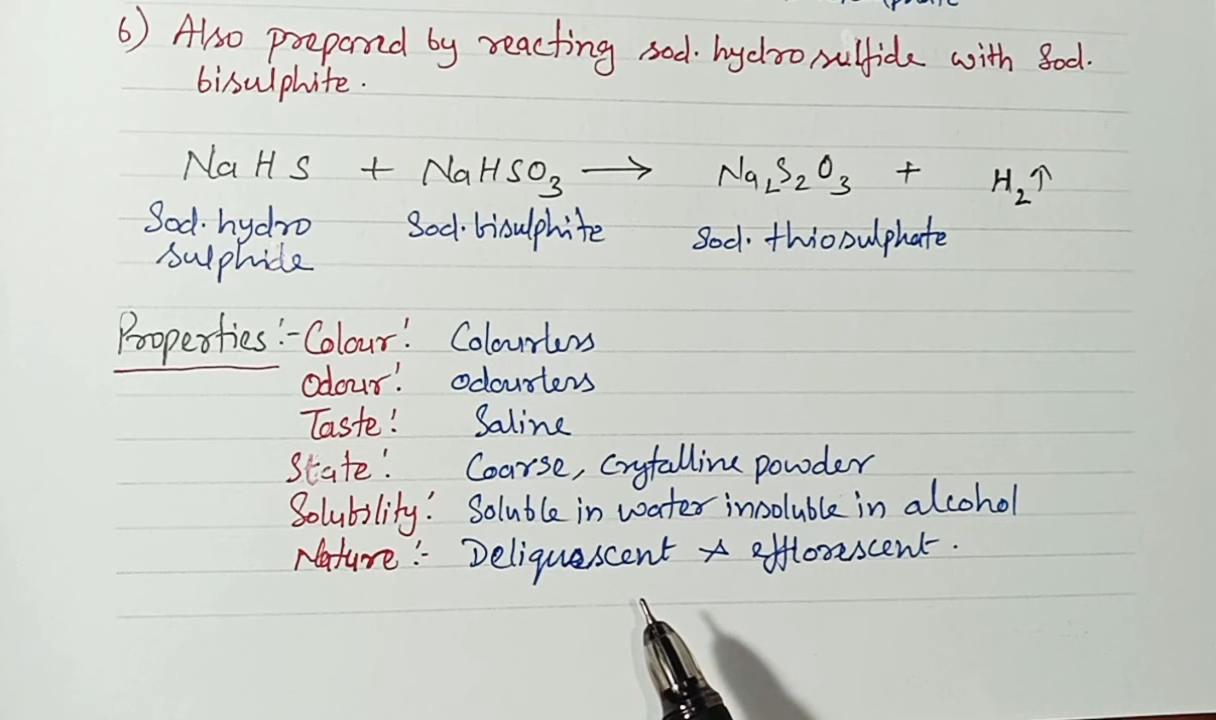 6) Also prepared by reacting sod. hydrosulfide with Sod.
bisulphite.
NaHS + NaHSO3 → Na2S2O3 + H2↑
Sod. hydro Sod. bisulphite Sod. thiosulphate
sulphide
Properties:- Colour: Colourless
Odour: Odourless
Taste: Saline
State: Coarse, Crytalline powder
Solubility: Soluble in water insoluble in alcohol
Nature:- Deliquescent & efflorescent.